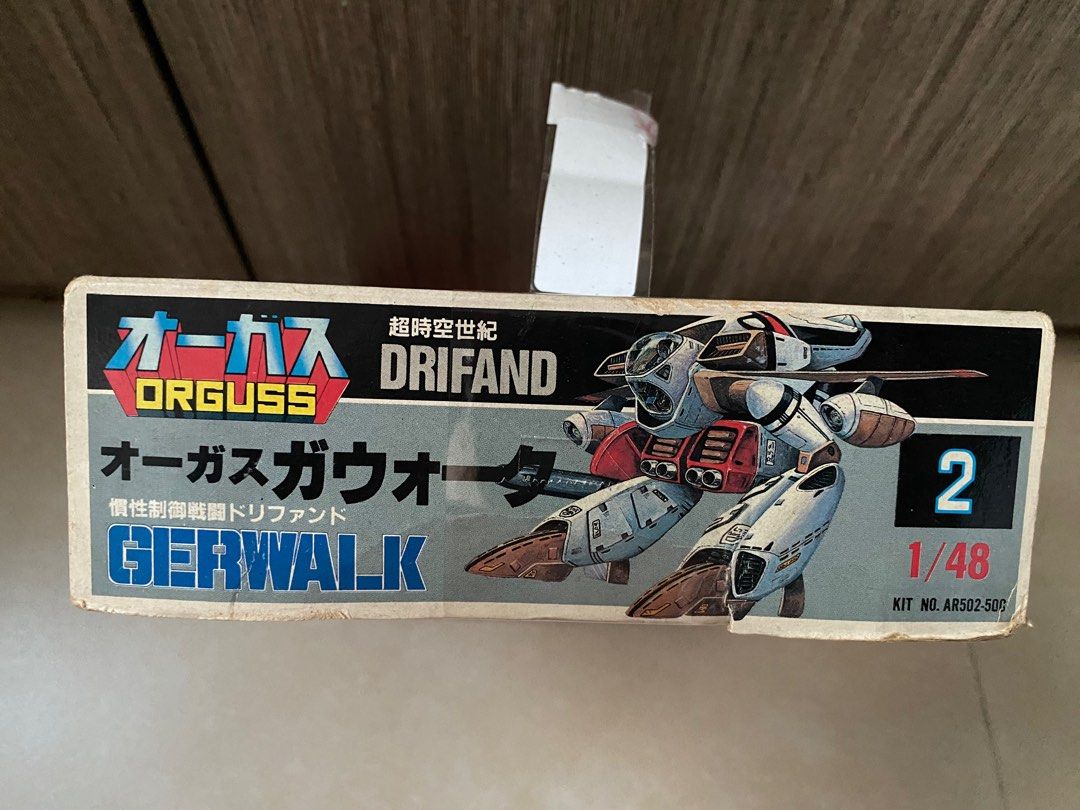 オーガス
ORGUSS
超時空世紀
DRIFAND
オーガスガウォーク
慣性制御戦闘ドリファンド
GERWALK
2
1/48
KIT NO. AR502-500